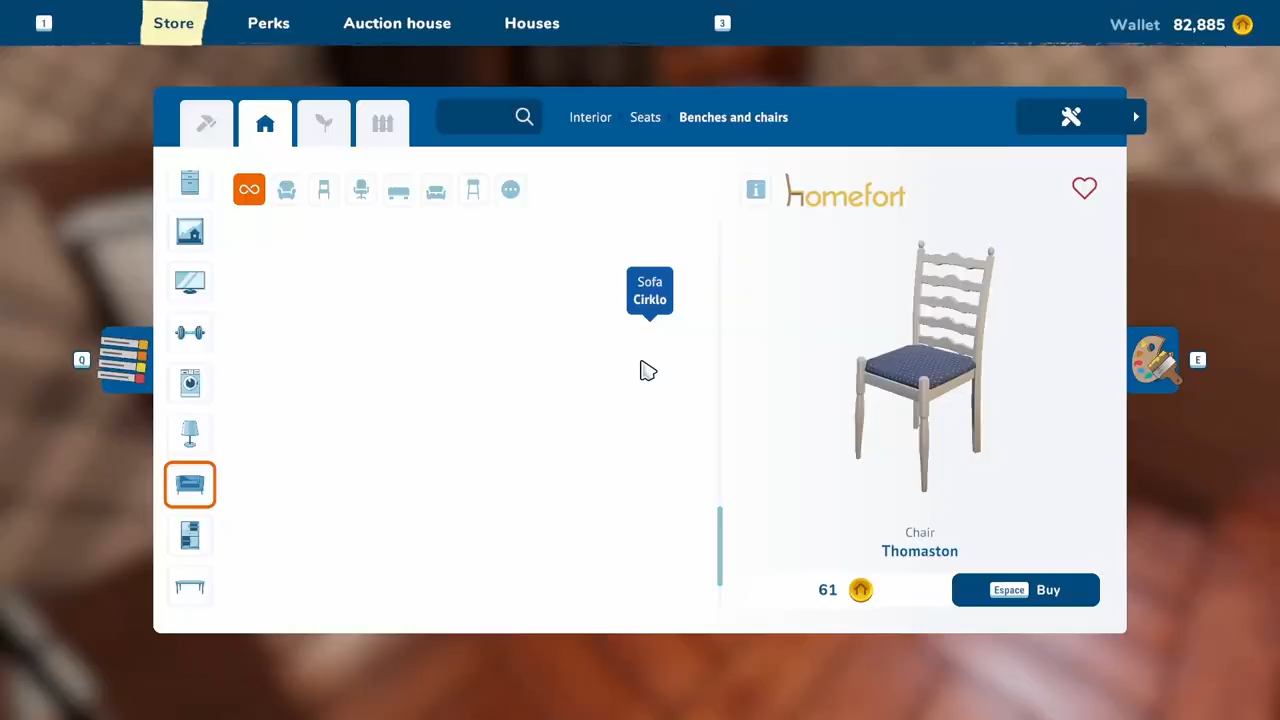 1
Store
Perks
Auction house
Houses
3
Wallet 82,885
Interior Seats Benches and chairs
homefort
Sofa
Cirklo
Q
E
Chair
Thomaston
61
Espace Buy